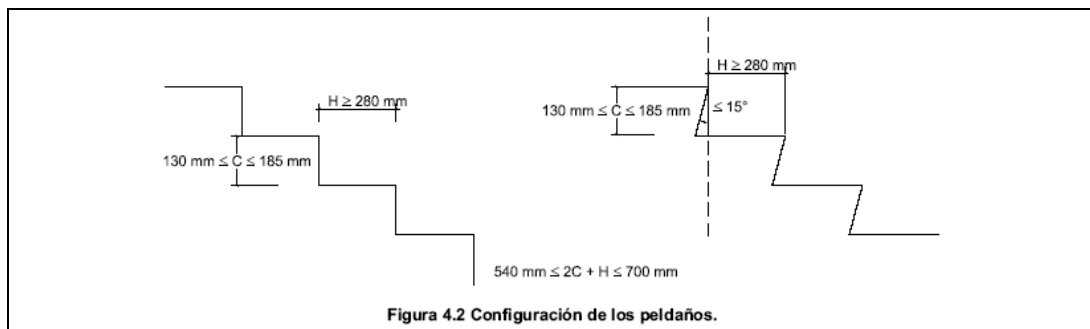 H ≥ 280 mm
130 mm ≤ C ≤ 185 mm
540 mm ≤ 2C + H ≤ 700 mm
H ≥ 280 mm
130 mm ≤ C ≤ 185 mm
≤ 15°
Figura 4.2 Configuración de los peldaños.